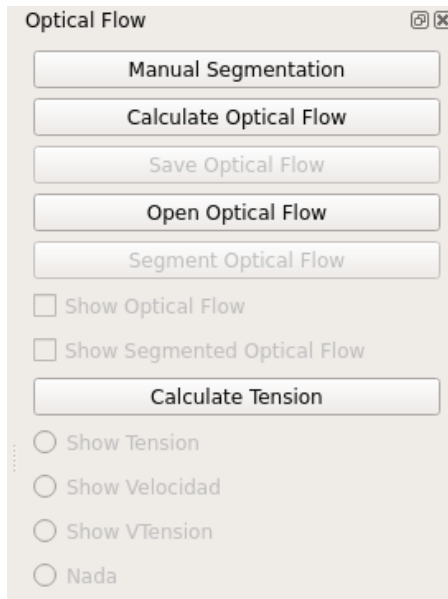 Optical Flow
Manual Segmentation
Calculate Optical Flow
Save Optical Flow
Open Optical Flow
Segment Optical Flow
Show Optical Flow
Show Segmented Optical Flow
Calculate Tension
Show Tension
Show Velocidad
Show VTension
Nada